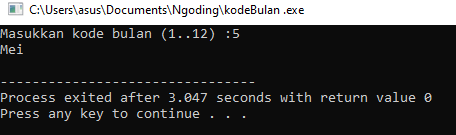 C:\Users\asus\Documents\Ngoding\kodeBulan .exe
Masukkan kode bulan (1..12) :5
Mei
--------------------------------
Process exited after 3.047 seconds with return value 0
Press any key to continue . . .